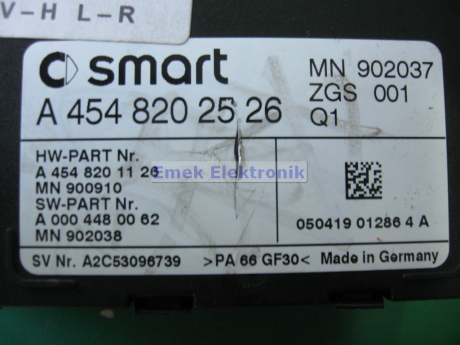 V-H L-R
smart
MN 902037
A 454 820 25 26
ZGS 001
Q1
HW-PART Nr.
A 454 820 11 26
MN 900910
SW-PART Nr.
A 000 448 00 62
MN 902038
Emek Elektronik
050419 01286 4 A
SV Nr. A2C53096739 >PA 66 GF30< Made in Germany